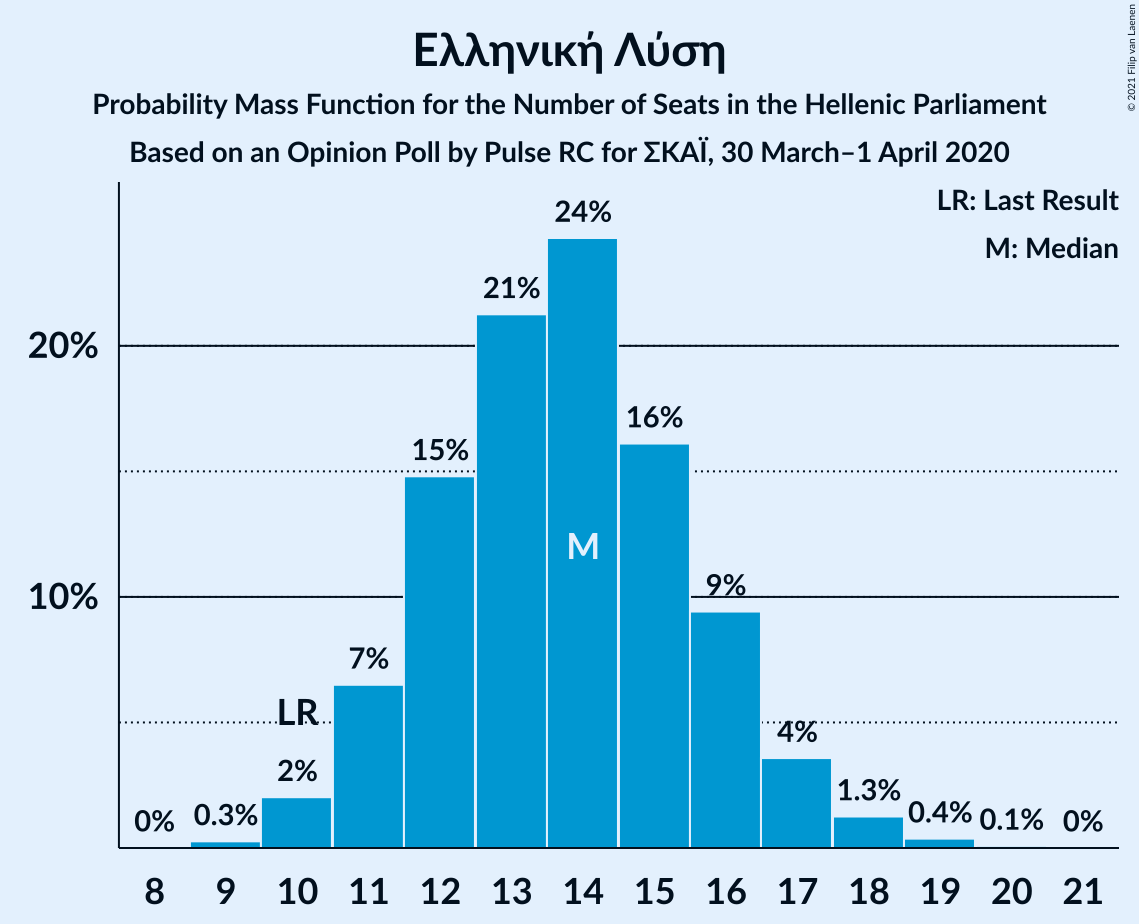 Ελληνική Λύση
Probability Mass Function for the Number of Seats in the Hellenic Parliament
Based on an Opinion Poll by Pulse RC for ΣΚΑΪ, 30 March–1 April 2020
© 2021 Filip van Laenen
LR: Last Result
M: Median
24%
21%
20%
16%
15%
M
10%
9%
7%
LR
4%
2%
1.3%
0% 0.3% 0.4% 0.1% 0%
8 9 10 11 12 13 14 15 16 17 18 19 20 21